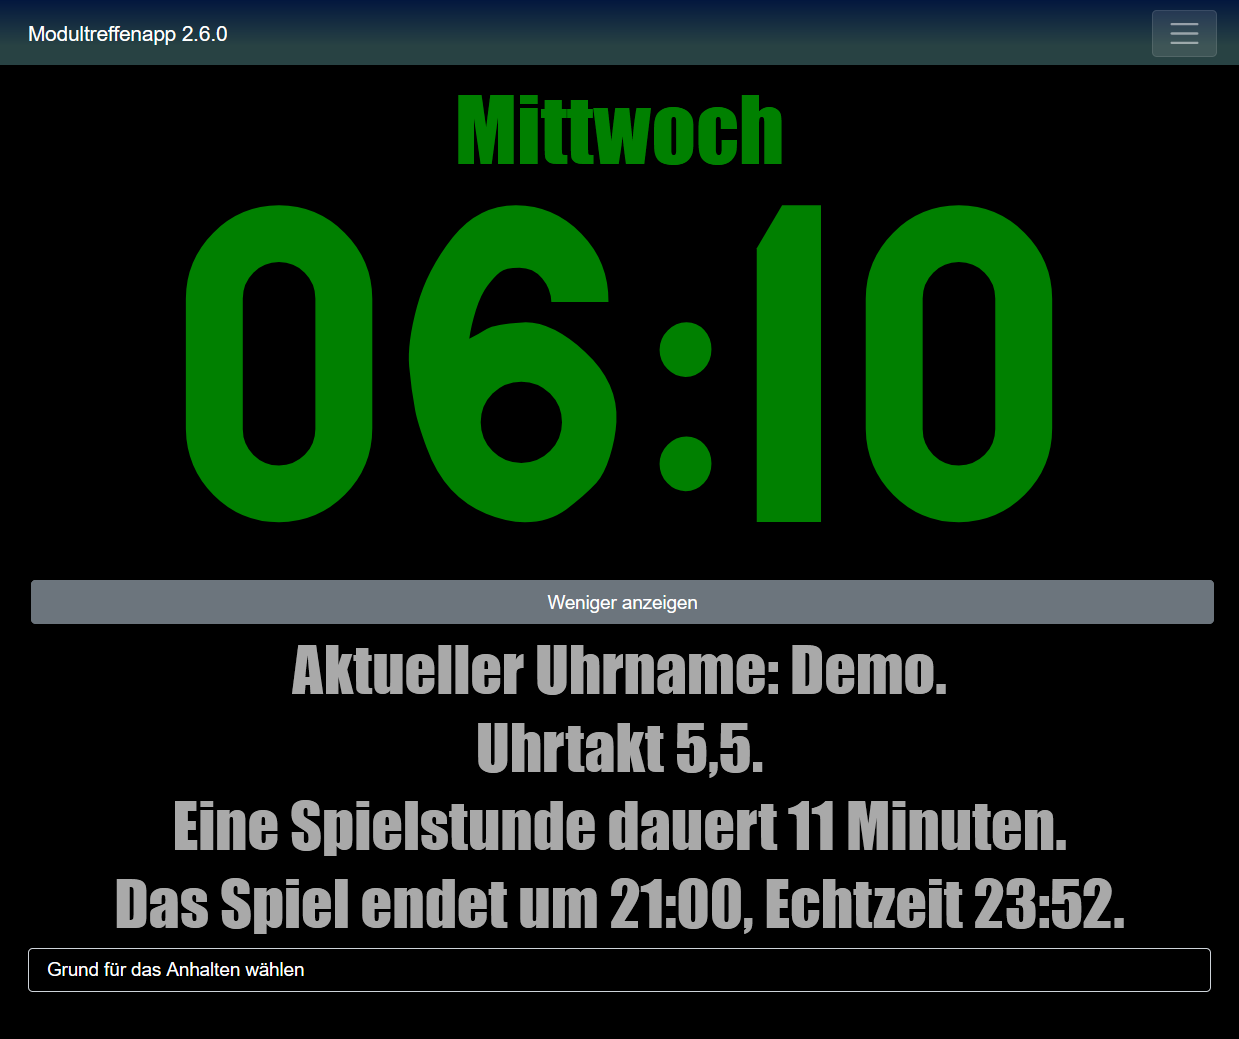 Modultreffenapp 2.6.0
Mittwoch
06:10
Weniger anzeigen
Aktueller Uhrname: Demo.
Uhrtakt 5,5.
Eine Spielstunde dauert 11 Minuten.
Das Spiel endet um 21:00, Echtzeit 23:52.
Grund für das Anhalten wählen